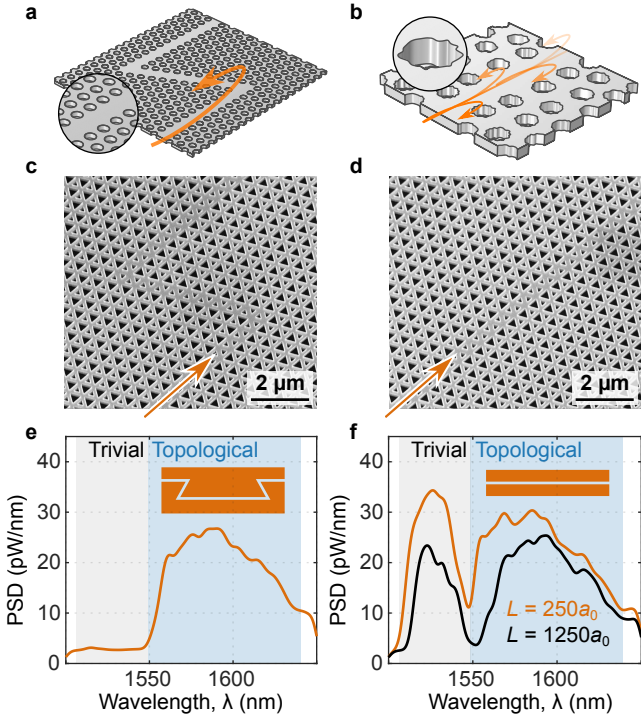 a
b
c
d
2 µm
2 µm
e
f
Trivial Topological
Trivial Topological
40
30
20
10
0
PSD (pW/nm)
1550
1600
Wavelength, λ (nm)
40
30
20
10
0
PSD (pW/nm)
L = 250a₀
L = 1250a₀
1550
1600
Wavelength, λ (nm)